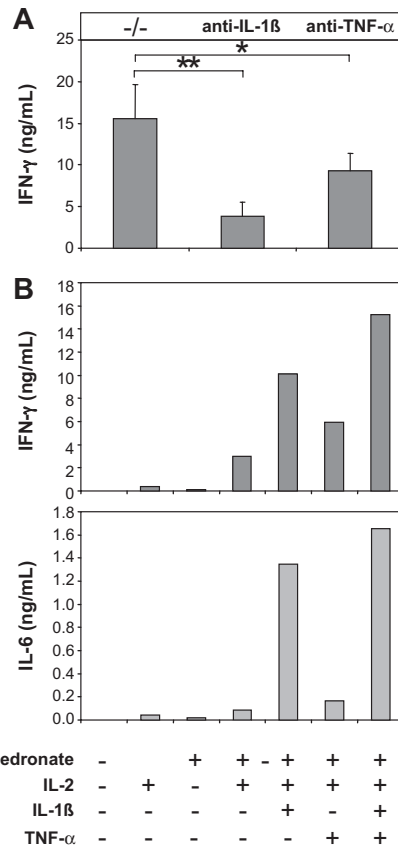 A
-/- anti-IL-1ß anti-TNF-α
25
20
15
10
5
0
IFN-γ (ng/mL)
*
**
B
18
16
14
12
10
8
6
4
2
0
IFN-γ (ng/mL)
1.8
1.6
1.4
1.2
1.0
0.8
0.6
0.4
0.2
0.0
IL-6 (ng/mL)
edronate - + + - + + +
IL-2 - + - + + + +
IL-1ß - - - - + - +
TNF-α - - - - - + +